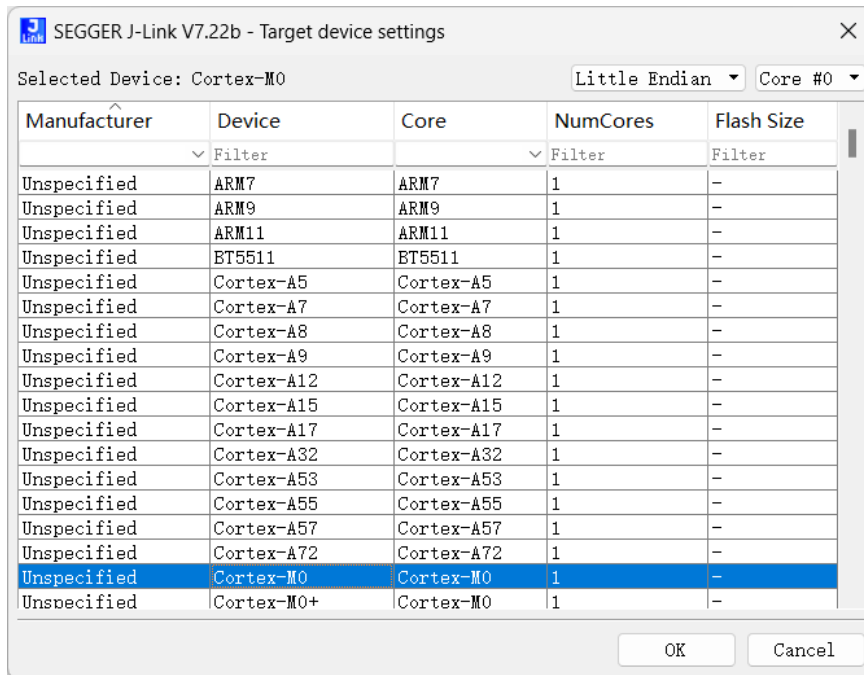 SEGGER J-Link V7.22b - Target device settings
Selected Device: Cortex-M0 Little Endian Core #0
Manufacturer Device Core NumCores Flash Size
Filter Filter Filter
Unspecified ARM7 ARM7 1 -
Unspecified ARM9 ARM9 1 -
Unspecified ARM11 ARM11 1 -
Unspecified BT5511 BT5511 1 -
Unspecified Cortex-A5 Cortex-A5 1 -
Unspecified Cortex-A7 Cortex-A7 1 -
Unspecified Cortex-A8 Cortex-A8 1 -
Unspecified Cortex-A9 Cortex-A9 1 -
Unspecified Cortex-A12 Cortex-A12 1 -
Unspecified Cortex-A15 Cortex-A15 1 -
Unspecified Cortex-A17 Cortex-A17 1 -
Unspecified Cortex-A32 Cortex-A32 1 -
Unspecified Cortex-A53 Cortex-A53 1 -
Unspecified Cortex-A55 Cortex-A55 1 -
Unspecified Cortex-A57 Cortex-A57 1 -
Unspecified Cortex-A72 Cortex-A72 1 -
Unspecified Cortex-M0 Cortex-M0 1 -
Unspecified Cortex-M0+ Cortex-M0 1 -
OK Cancel